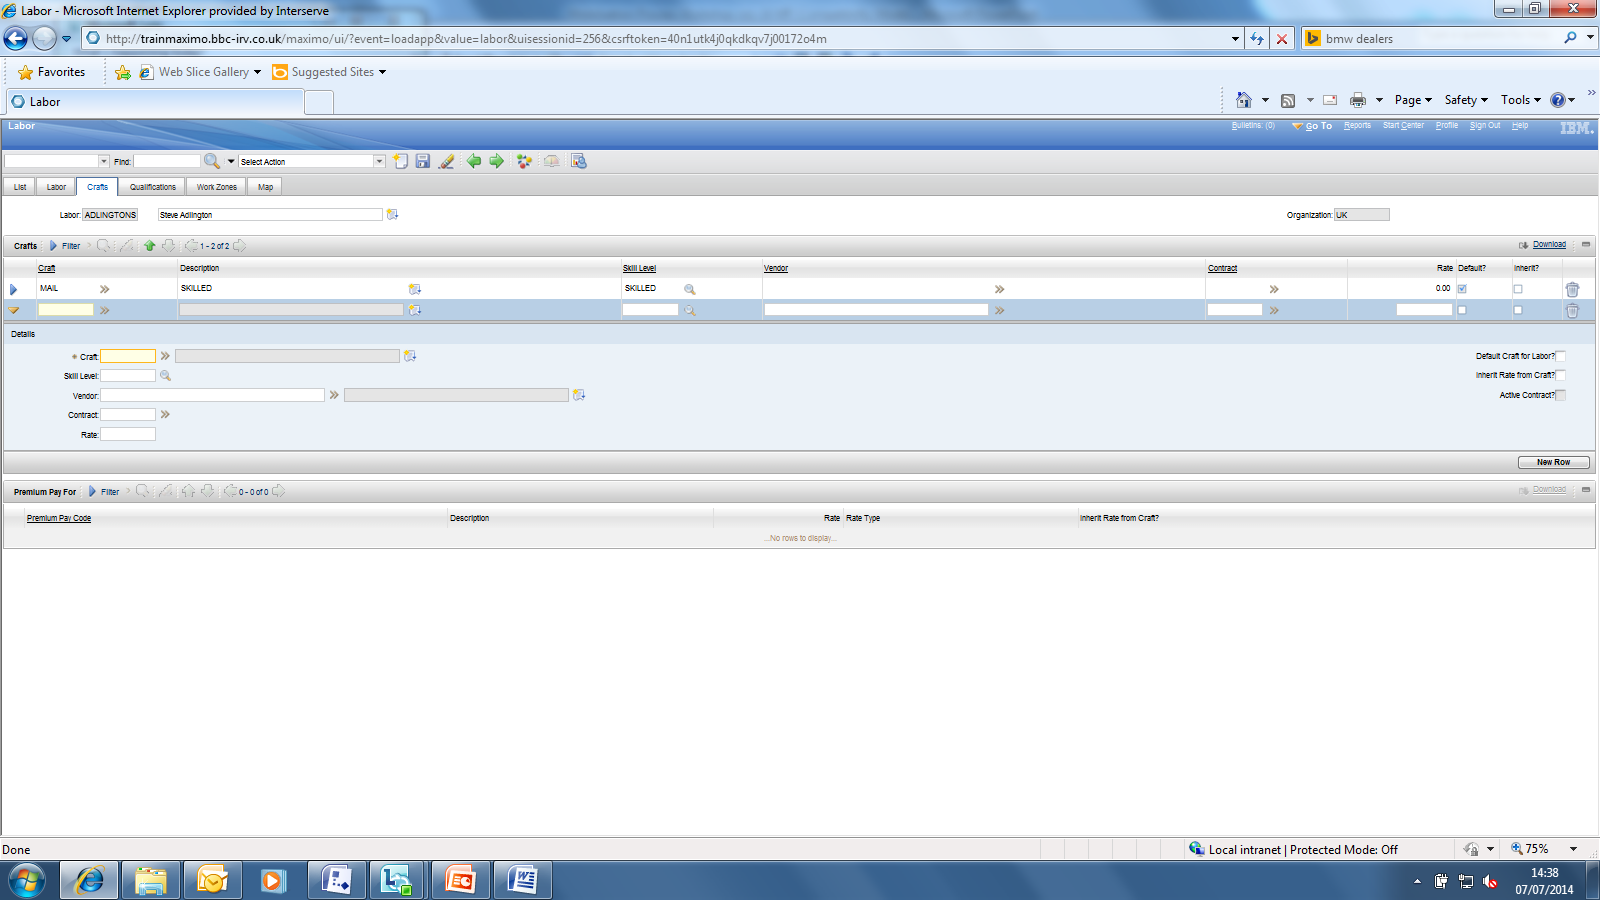 Labor - Microsoft Internet Explorer provided by Interserve
http://trainmaximo.bbc-irv.co.uk/maximo/ui/?event=loadapp&value=labor&uisessionid=256&csrftoken=40n1utk4j0qkdkqv7j00172o4m
bmw dealers
Favorites Web Slice Gallery Suggested Sites
Labor
Page Safety Tools
Labor
Bulletins: (0) Go To Reports Start Center Profile Sign Out Help IBM.
Find: Select Action
List Labor Crafts Qualifications Work Zones Map
Labor: ADLINGTONS Steve Adlington Organization: UK
Crafts Filter 1 - 2 of 2 Download
Craft Description Skill Level Vendor Contract Rate Default? Inherit?
MAIL SKILLED SKILLED 0.00
Details
* Craft: Default Craft for Labor?
Skill Level: Inherit Rate from Craft?
Vendor: Active Contract?
Contract:
Rate:
New Row
Premium Pay For Filter 0 - 0 of 0 Download
Premium Pay Code Description Rate Rate Type Inherit Rate from Craft?
...No rows to display...
Done Local intranet | Protected Mode: Off 75%
14:38
07/07/2014